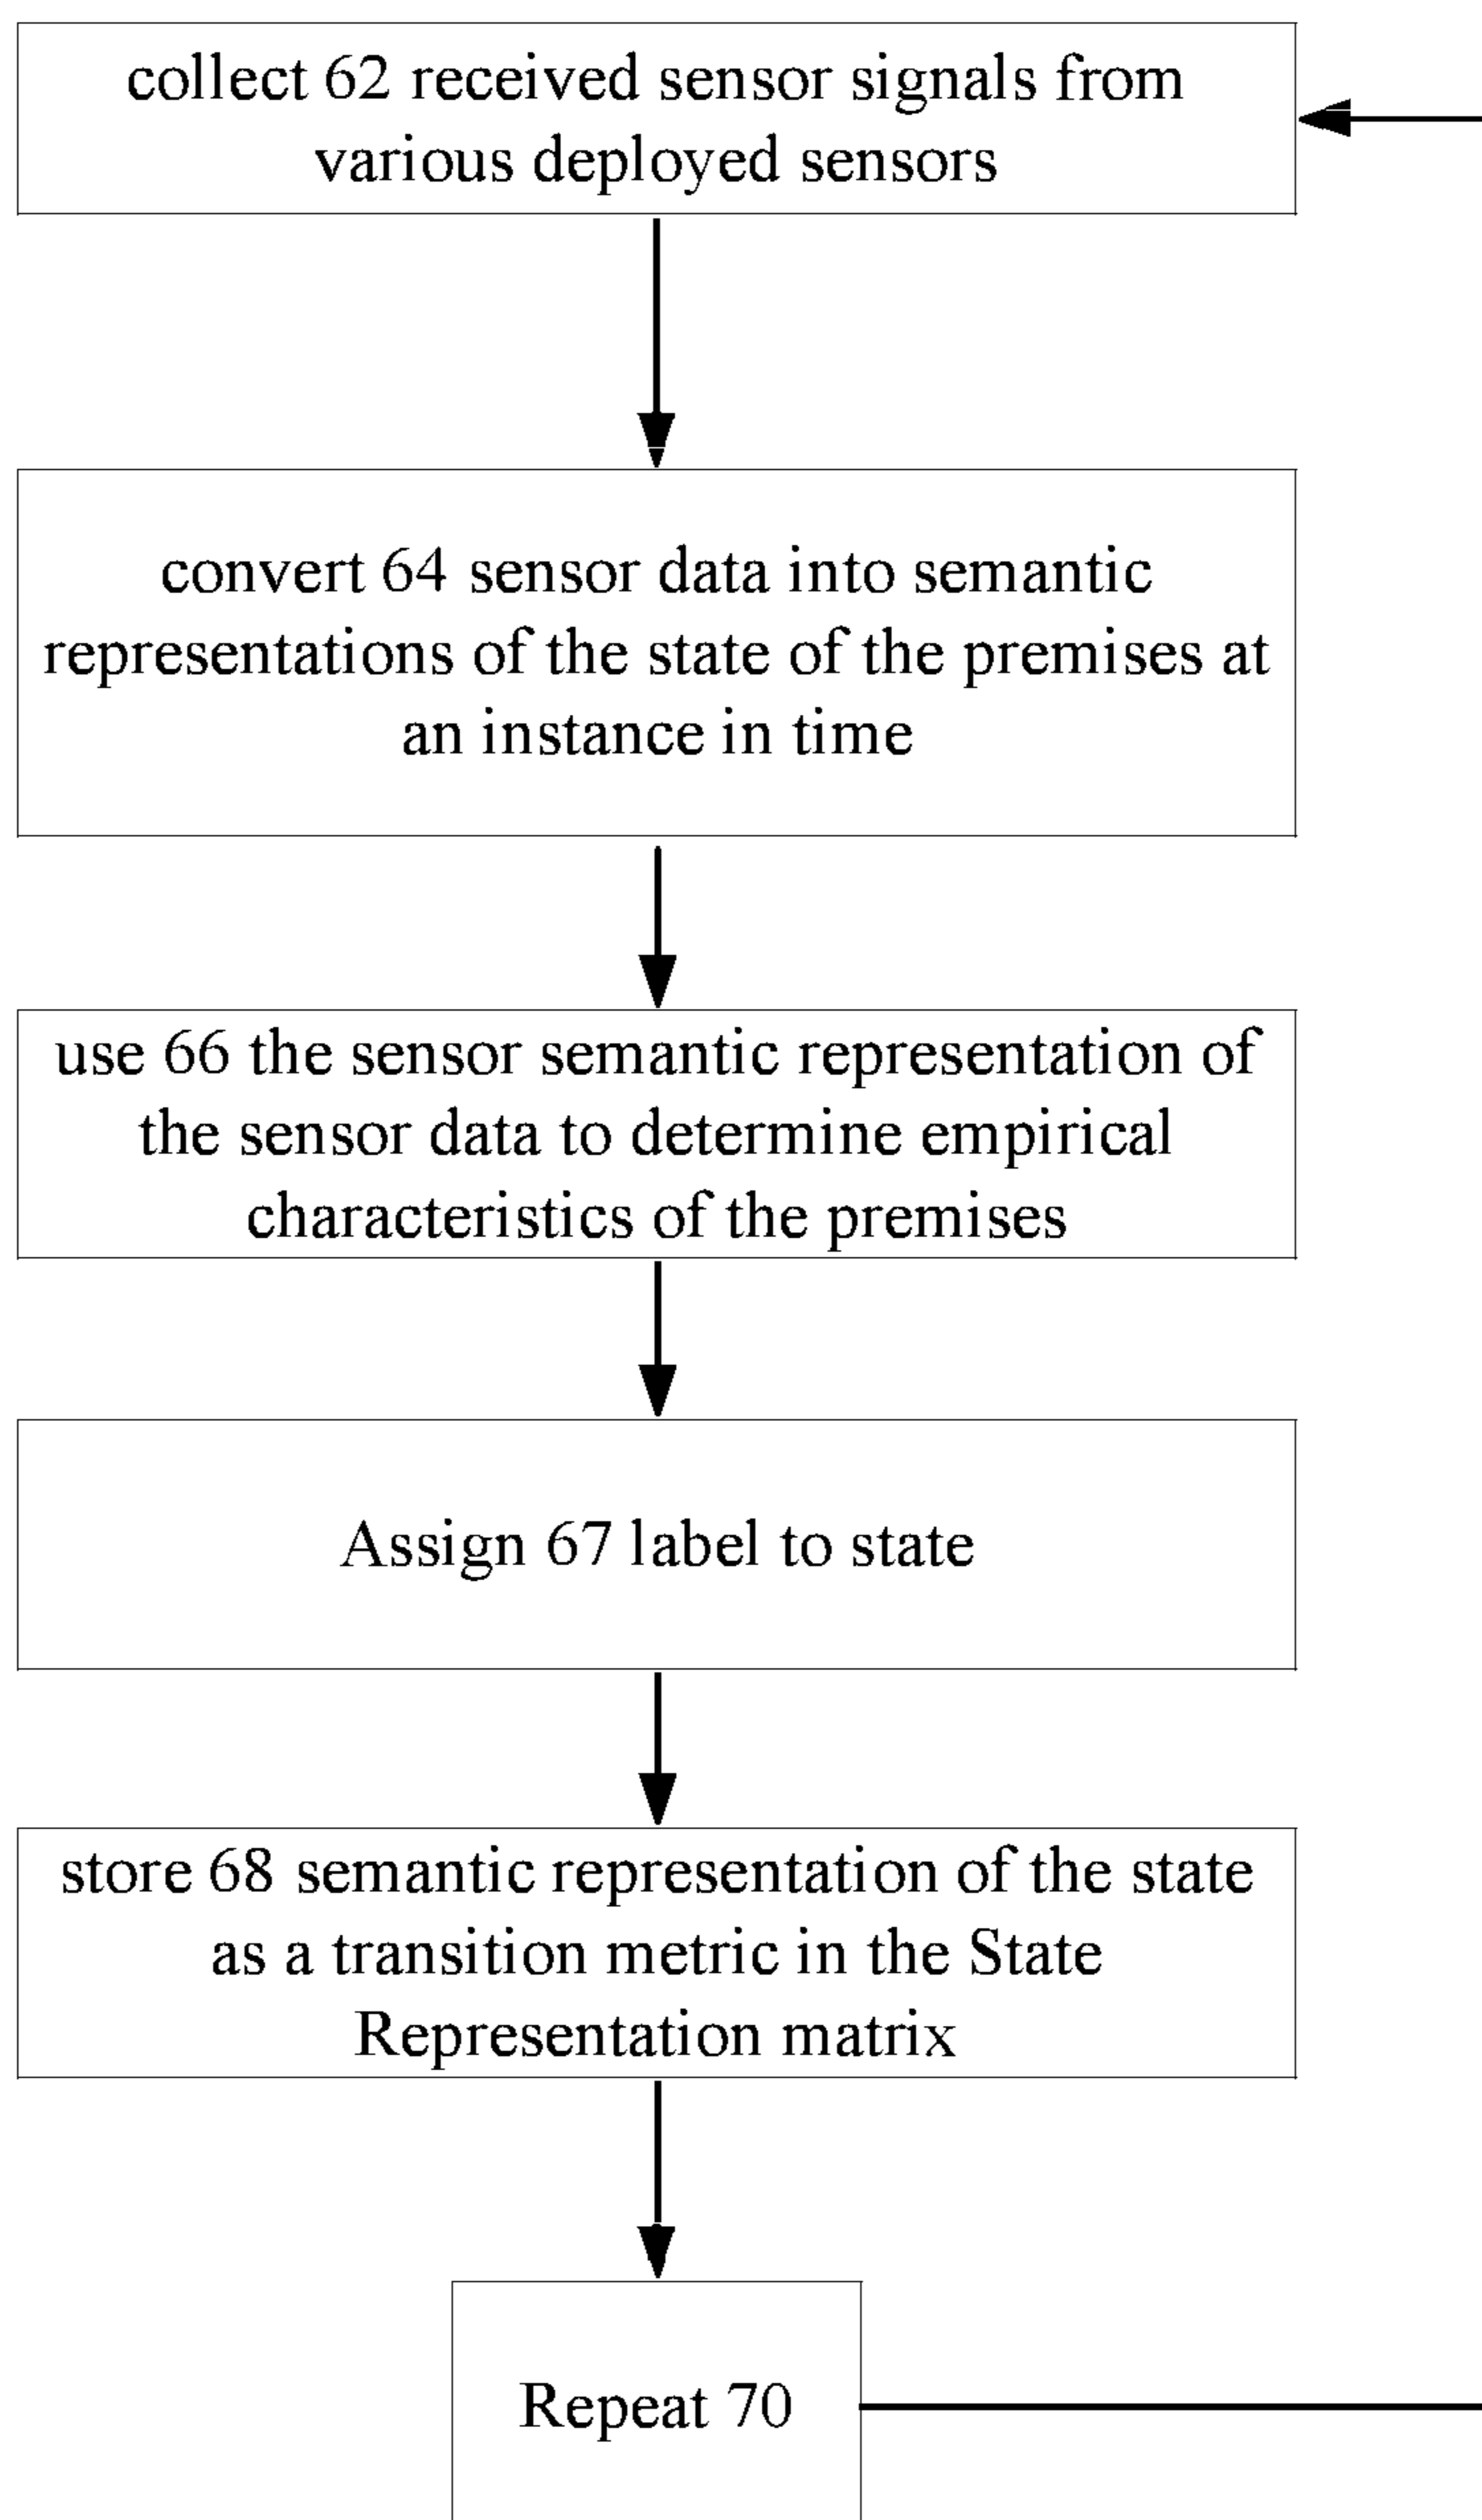 collect 62 received sensor signals from
various deployed sensors
convert 64 sensor data into semantic
representations of the state of the premises at
an instance in time
use 66 the sensor semantic representation of
the sensor data to determine empirical
characteristics of the premises
Assign 67 label to state
store 68 semantic representation of the state
as a transition metric in the State
Representation matrix
Repeat 70